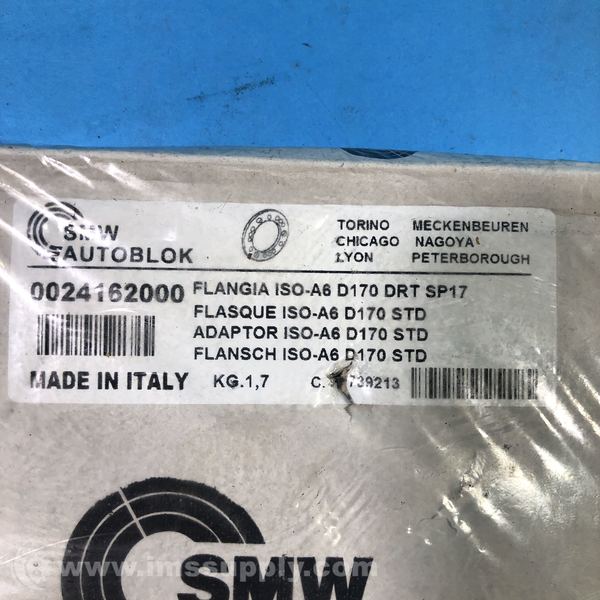 SMW
AUTOBLOK
TORINO MECKENBEUREN
CHICAGO NAGOYA
LYON PETERBOROUGH
0024162000 FLANGIA ISO-A6 D170 DRT SP17
FLASQUE ISO-A6 D170 STD
ADAPTOR ISO-A6 D170 STD
FLANSCH ISO-A6 D170 STD
MADE IN ITALY KG.1,7 C. 739213
SMW
www.imssupply.com